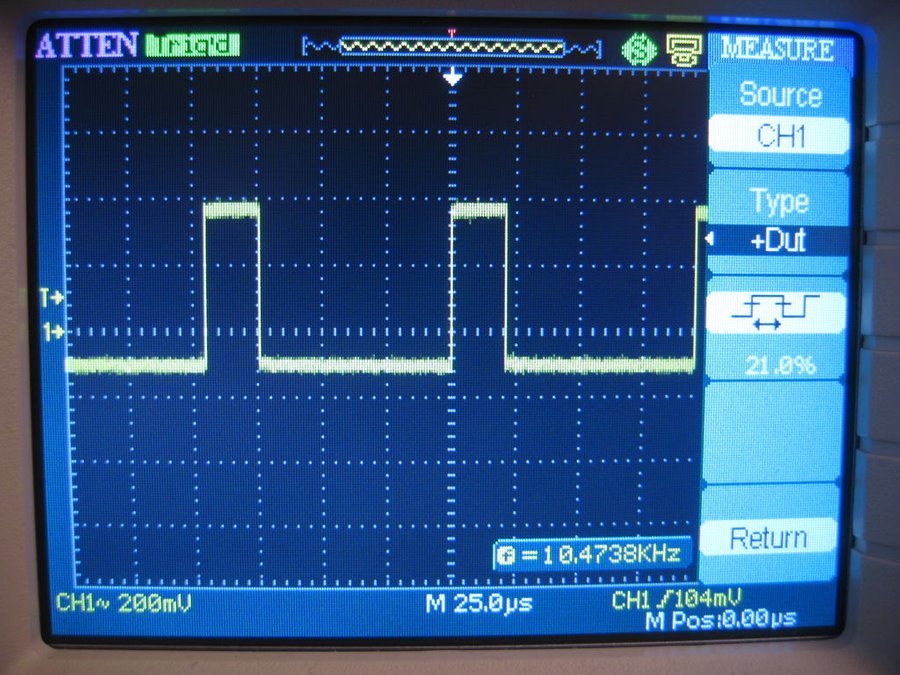 ATTEN Trig'd T MEASURE
Source
CH1
Type
+Dut
T
1
21.0%
f = 10.4738KHz
Return
CH1~ 200mV M 25.0µs CH1 /104mV
M Pos:0.00µs